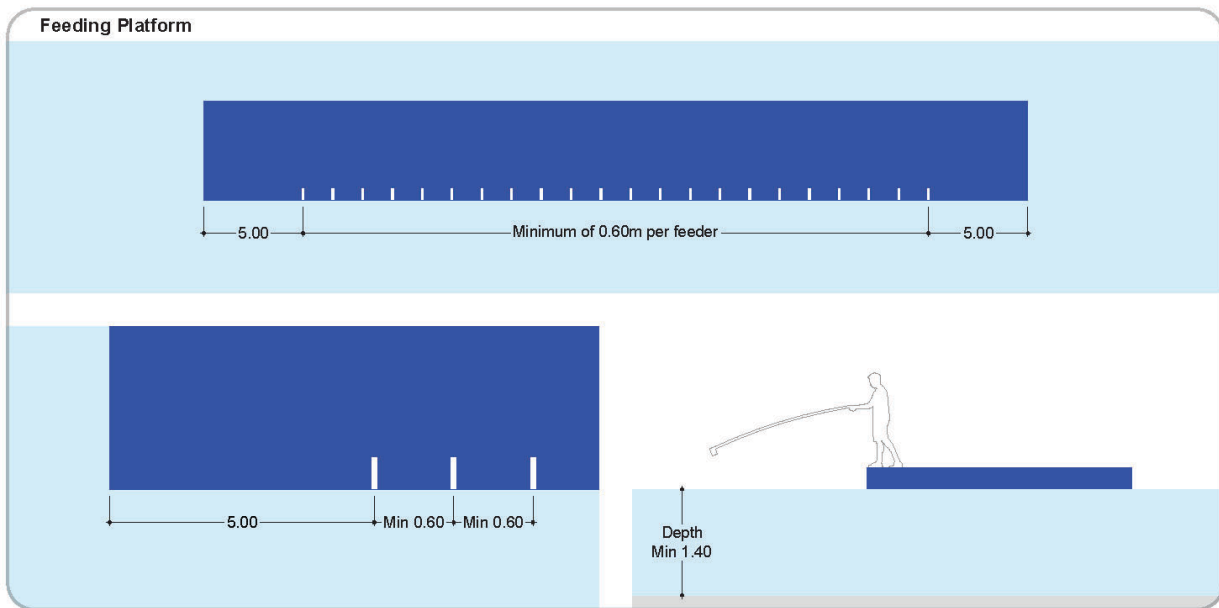 Feeding Platform
5.00
Minimum of 0.60m per feeder
5.00
5.00
Min 0.60
Min 0.60
Depth
Min 1.40